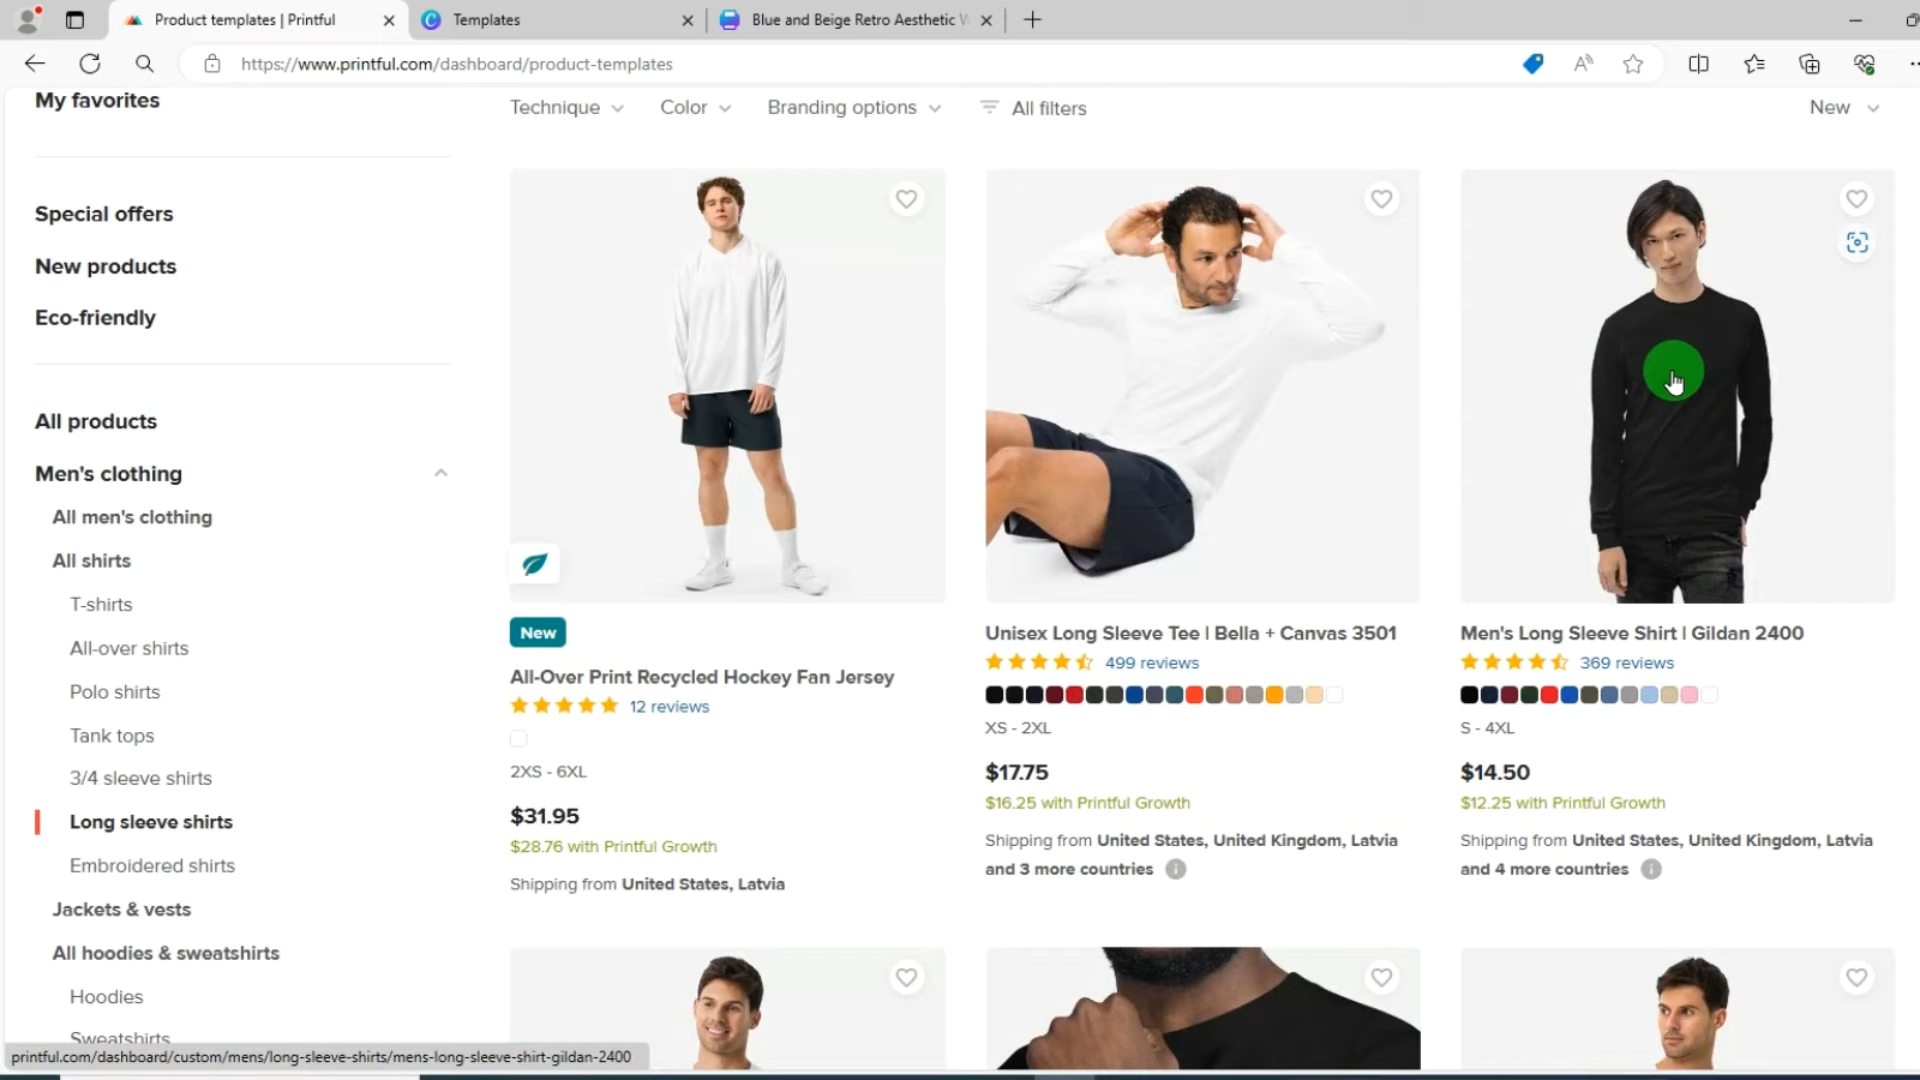 Product templates | Printful
Templates
Blue and Beige Retro Aesthetic
https://www.printful.com/dashboard/product-templates
My favorites
Technique
Color
Branding options
All filters
New
Special offers
New products
Eco-friendly
All products
Men's clothing
All men's clothing
All shirts
T-shirts
All-over shirts
Polo shirts
Tank tops
3/4 sleeve shirts
Long sleeve shirts
Embroidered shirts
Jackets & vests
All hoodies & sweatshirts
Hoodies
Sweatshirts
New
All-Over Print Recycled Hockey Fan Jersey
12 reviews
2XS - 6XL
$31.95
$28.76 with Printful Growth
Shipping from United States, Latvia
Unisex Long Sleeve Tee | Bella + Canvas 3501
499 reviews
XS - 2XL
$17.75
$16.25 with Printful Growth
Shipping from United States, United Kingdom, Latvia
and 3 more countries
Men's Long Sleeve Shirt | Gildan 2400
369 reviews
S - 4XL
$14.50
$12.25 with Printful Growth
Shipping from United States, United Kingdom, Latvia
and 4 more countries
printful.com/dashboard/custom/mens/long-sleeve-shirts/mens-long-sleeve-shirt-gildan-2400